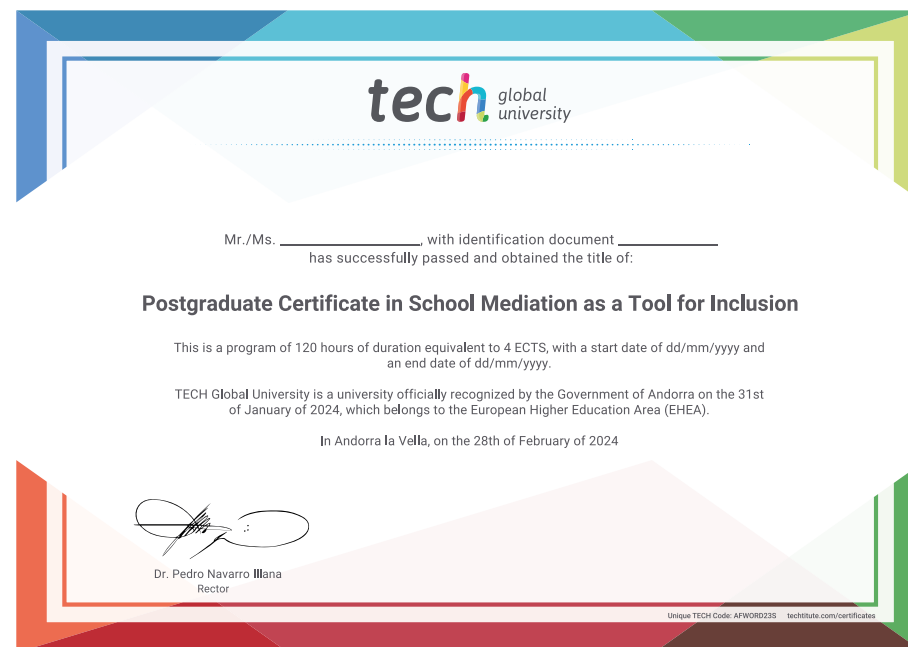 tech global university
Mr./Ms. ____________, with identification document ____________
has successfully passed and obtained the title of:
Postgraduate Certificate in School Mediation as a Tool for Inclusion
This is a program of 120 hours of duration equivalent to 4 ECTS, with a start date of dd/mm/yyyy and
an end date of dd/mm/yyyy.
TECH Global University is a university officially recognized by the Government of Andorra on the 31st
of January of 2024, which belongs to the European Higher Education Area (EHEA).
In Andorra la Vella, on the 28th of February of 2024
Dr. Pedro Navarro Illana
Rector
Unique TECH Code: AFWORD23S techtitute.com/certificates